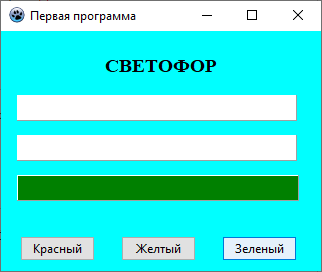 Первая программа
СВЕТОФОР
Красный
Желтый
Зеленый